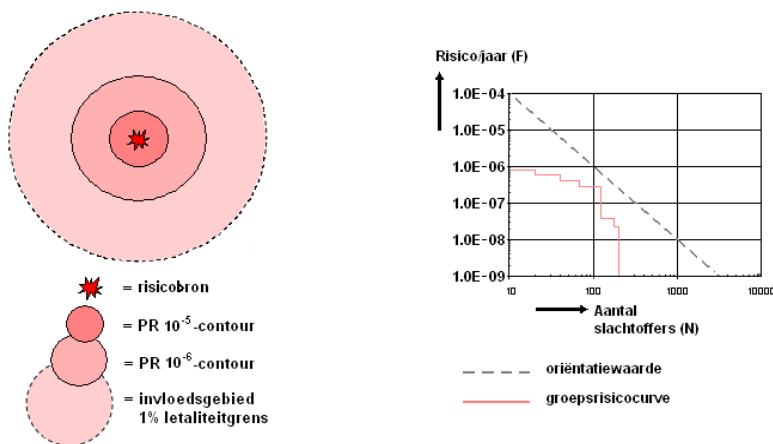 = risicobron
= PR 10⁻⁵-contour
= PR 10⁻⁶-contour
= invloedsgebied
1% letaliteitgrens
Risico/jaar (F)
1.0E-04
1.0E-05
1.0E-06
1.0E-07
1.0E-08
1.0E-09
10 100 1000 10000
Aantal
slachtoffers (N)
oriëntatiewaarde
groepsrisicocurve